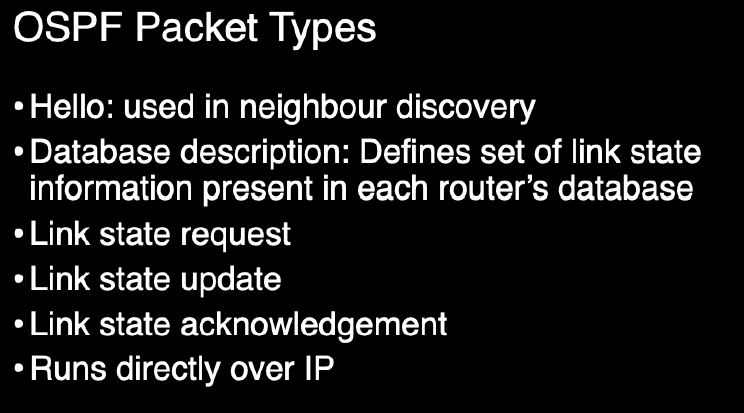 OSPF Packet Types
• Hello: used in neighbour discovery
• Database description: Defines set of link state
information present in each router's database
• Link state request
• Link state update
• Link state acknowledgement
• Runs directly over IP